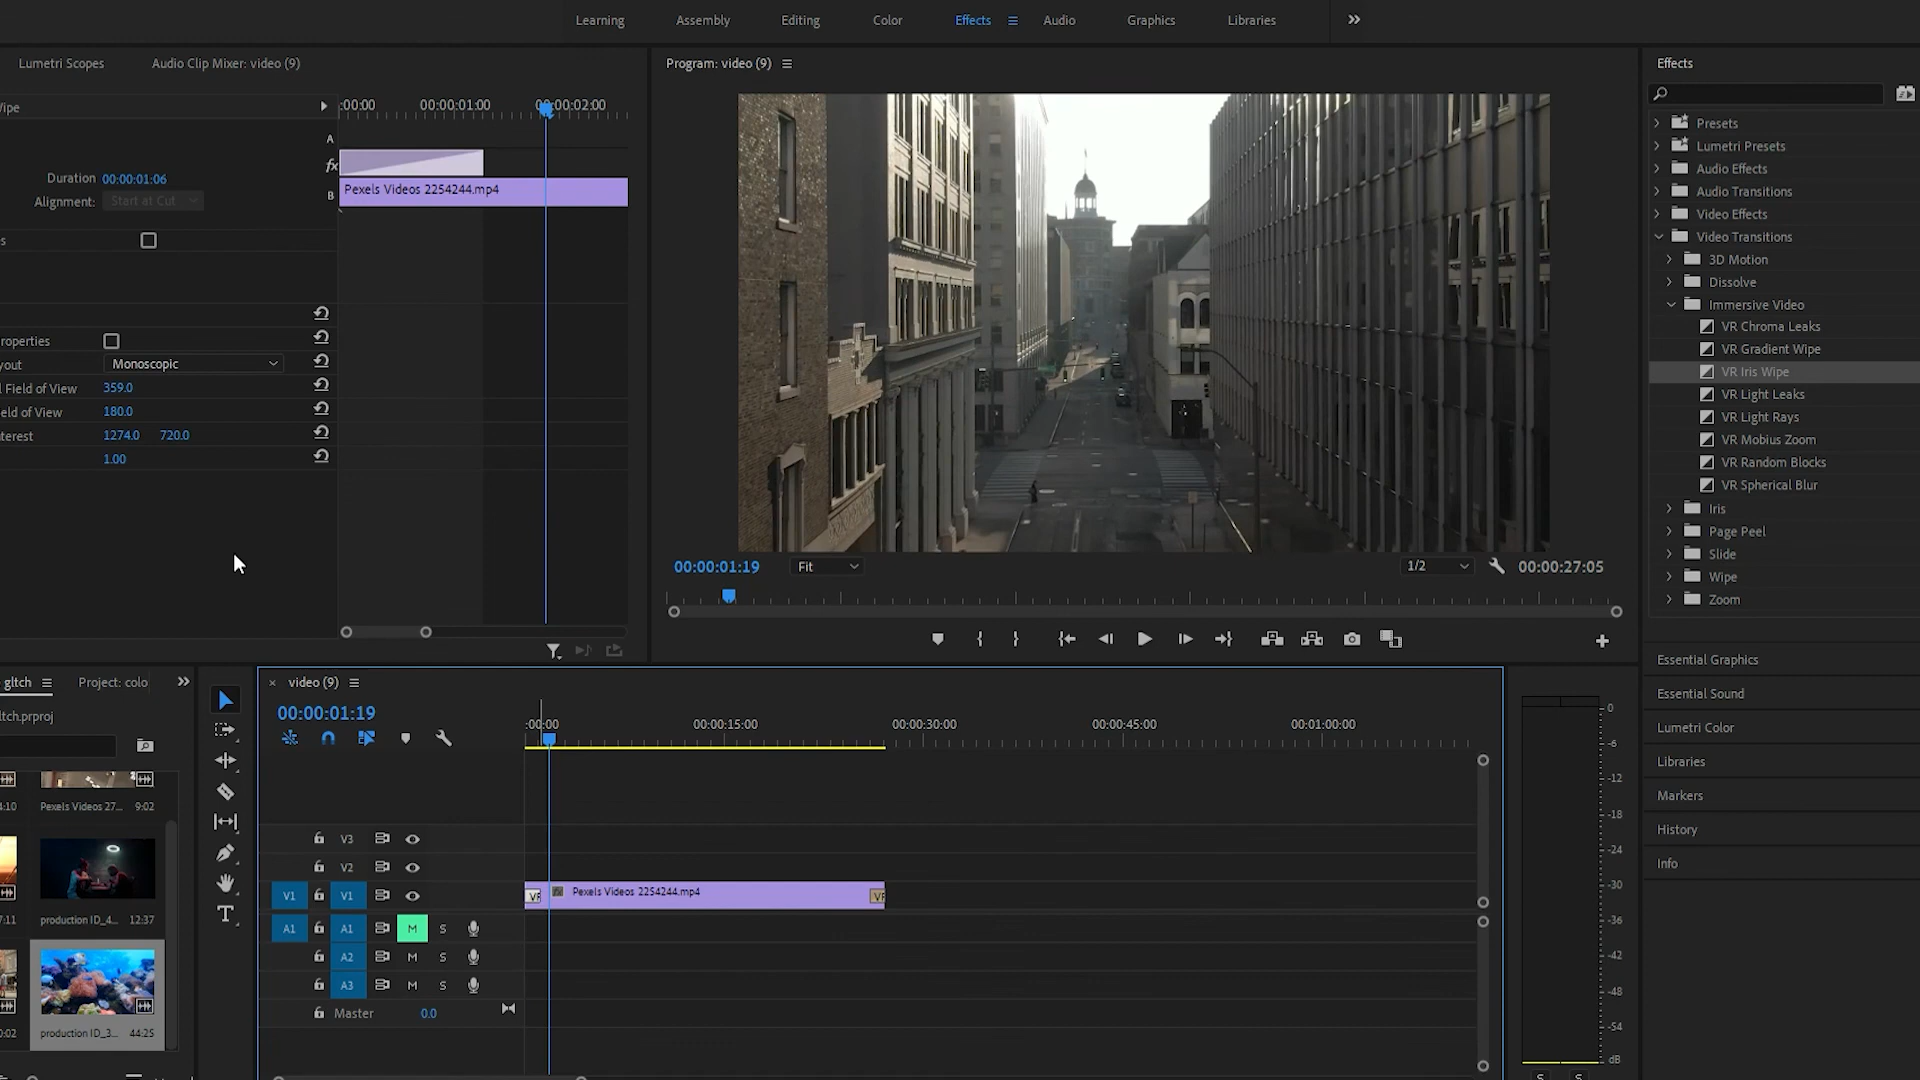 Learning Assembly Editing Color Effects Audio Graphics Libraries
Lumetri Scopes Audio Clip Mixer: video (9)
Program: video (9)
Effects
:00:00 00:00:01:00 00:00:02:00
A
fx
Duration 00:00:01:06
Pexels Videos 2254244.mp4
B
Alignment: Start at Cut
roperties
Monoscopic
Field of View 359.0
180.0
1274.0 720.0
1.00
00:00:01:19 Fit 1/2 00:00:27:05
Presets
Lumetri Presets
Audio Effects
Audio Transitions
Video Effects
Video Transitions
3D Motion
Dissolve
Immersive Video
VR Chroma Leaks
VR Gradient Wipe
VR Iris Wipe
VR Light Leaks
VR Light Rays
VR Mobius Zoom
VR Random Blocks
VR Spherical Blur
Iris
Page Peel
Slide
Wipe
Zoom
Essential Graphics
Essential Sound
Lumetri Color
Libraries
Markers
History
Info
gltch Project: colo
tch.prproj
Pexels Videos 27... 9:02
production ID_4... 12:37
production ID_3... 44:25
video (9)
00:00:01:19
:00:00 00:00:15:00 00:00:30:00 00:00:45:00 00:01:00:00
V3
V2
V1 V1 Pexels Videos 2254244.mp4
A1 A1 M S
A2 M S
A3 M S
Master 0.0
0
-6
-12
-18
-24
-30
-36
-42
-48
-54
dB
S S